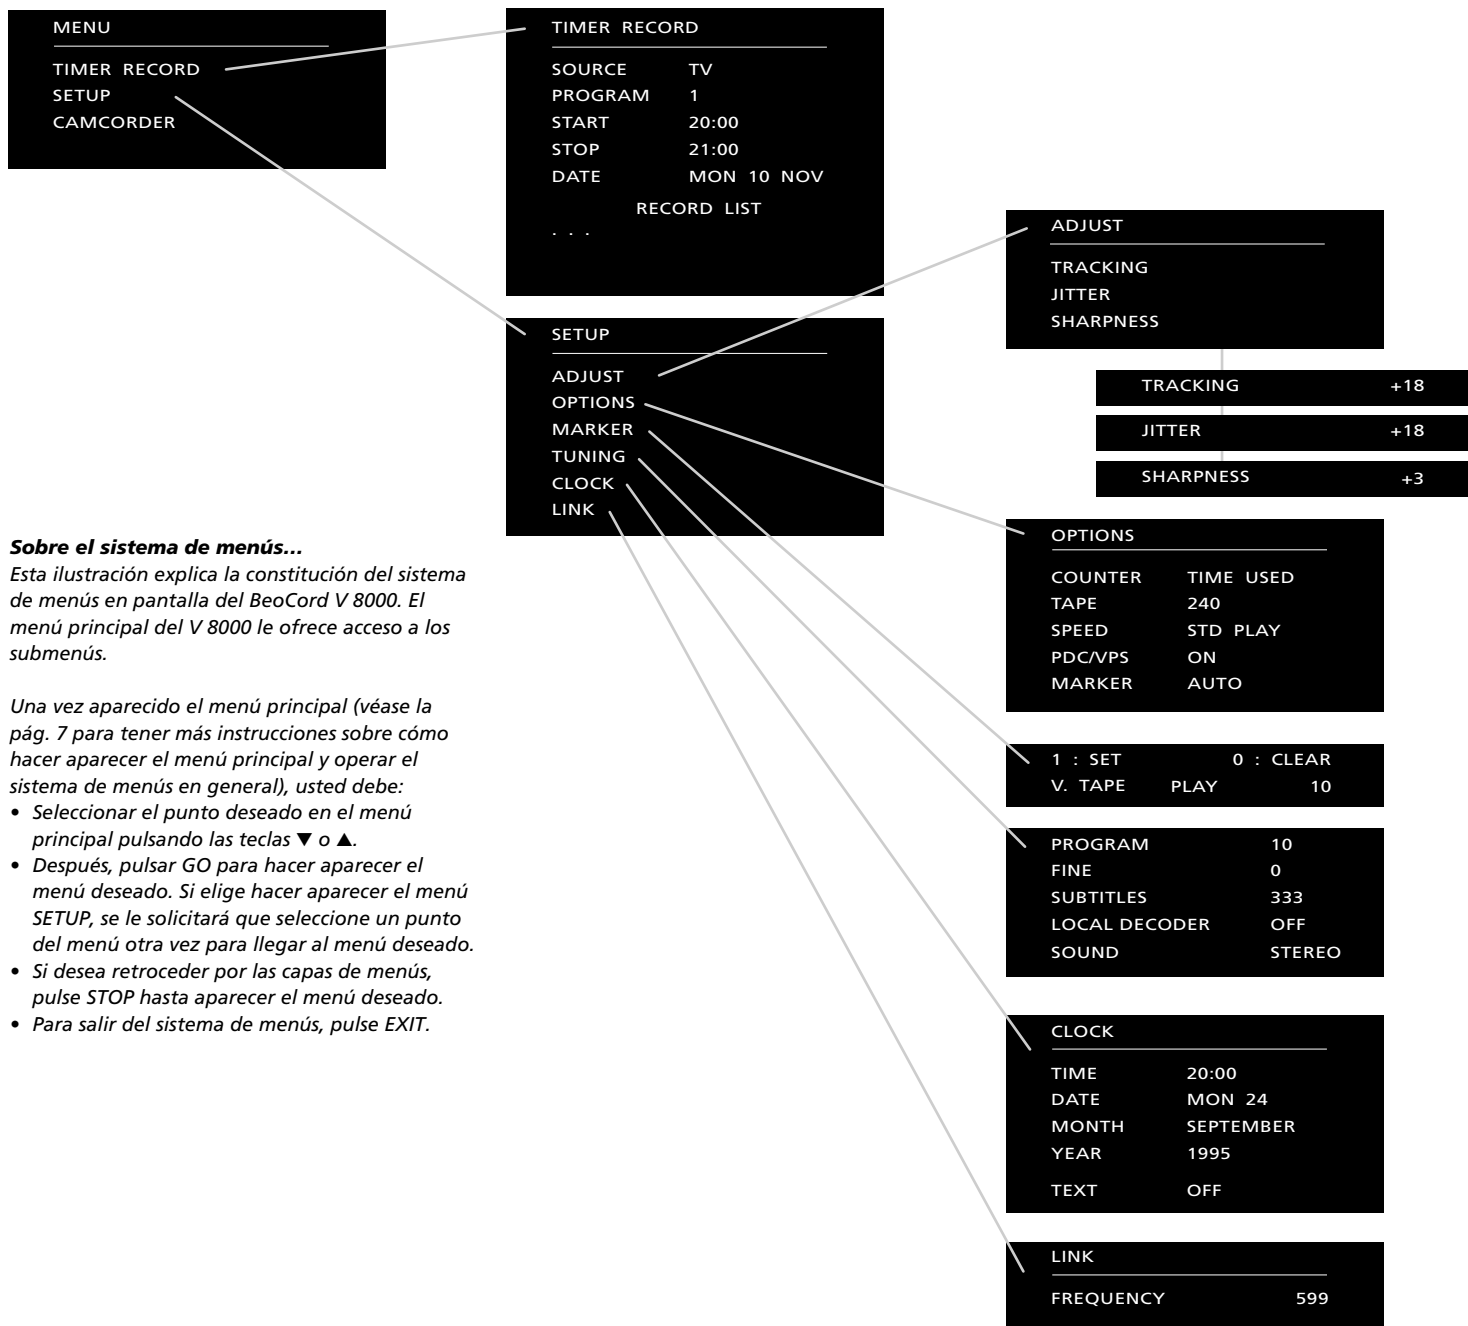 MENU
TIMER RECORD
SETUP
CAMCORDER
TIMER RECORD
SOURCE TV
PROGRAM 1
START 20:00
STOP 21:00
DATE MON 10 NOV
RECORD LIST
. . .
SETUP
ADJUST
OPTIONS
MARKER
TUNING
CLOCK
LINK
ADJUST
TRACKING
JITTER
SHARPNESS
TRACKING +18
JITTER +18
SHARPNESS +3
OPTIONS
COUNTER TIME USED
TAPE 240
SPEED STD PLAY
PDC/VPS ON
MARKER AUTO
1 : SET 0 : CLEAR
V. TAPE PLAY 10
PROGRAM 10
FINE 0
SUBTITLES 333
LOCAL DECODER OFF
SOUND STEREO
CLOCK
TIME 20:00
DATE MON 24
MONTH SEPTEMBER
YEAR 1995
TEXT OFF
LINK
FREQUENCY 599
Sobre el sistema de menús...
Esta ilustración explica la constitución del sistema
de menús en pantalla del BeoCord V 8000. El
menú principal del V 8000 le ofrece acceso a los
submenús.
Una vez aparecido el menú principal (véase la
pág. 7 para tener más instrucciones sobre cómo
hacer aparecer el menú principal y operar el
sistema de menús en general), usted debe:
• Seleccionar el punto deseado en el menú
principal pulsando las teclas ▼ o ▲.
• Después, pulsar GO para hacer aparecer el
menú deseado. Si elige hacer aparecer el menú
SETUP, se le solicitará que seleccione un punto
del menú otra vez para llegar al menú deseado.
• Si desea retroceder por las capas de menús,
pulse STOP hasta aparecer el menú deseado.
• Para salir del sistema de menús, pulse EXIT.